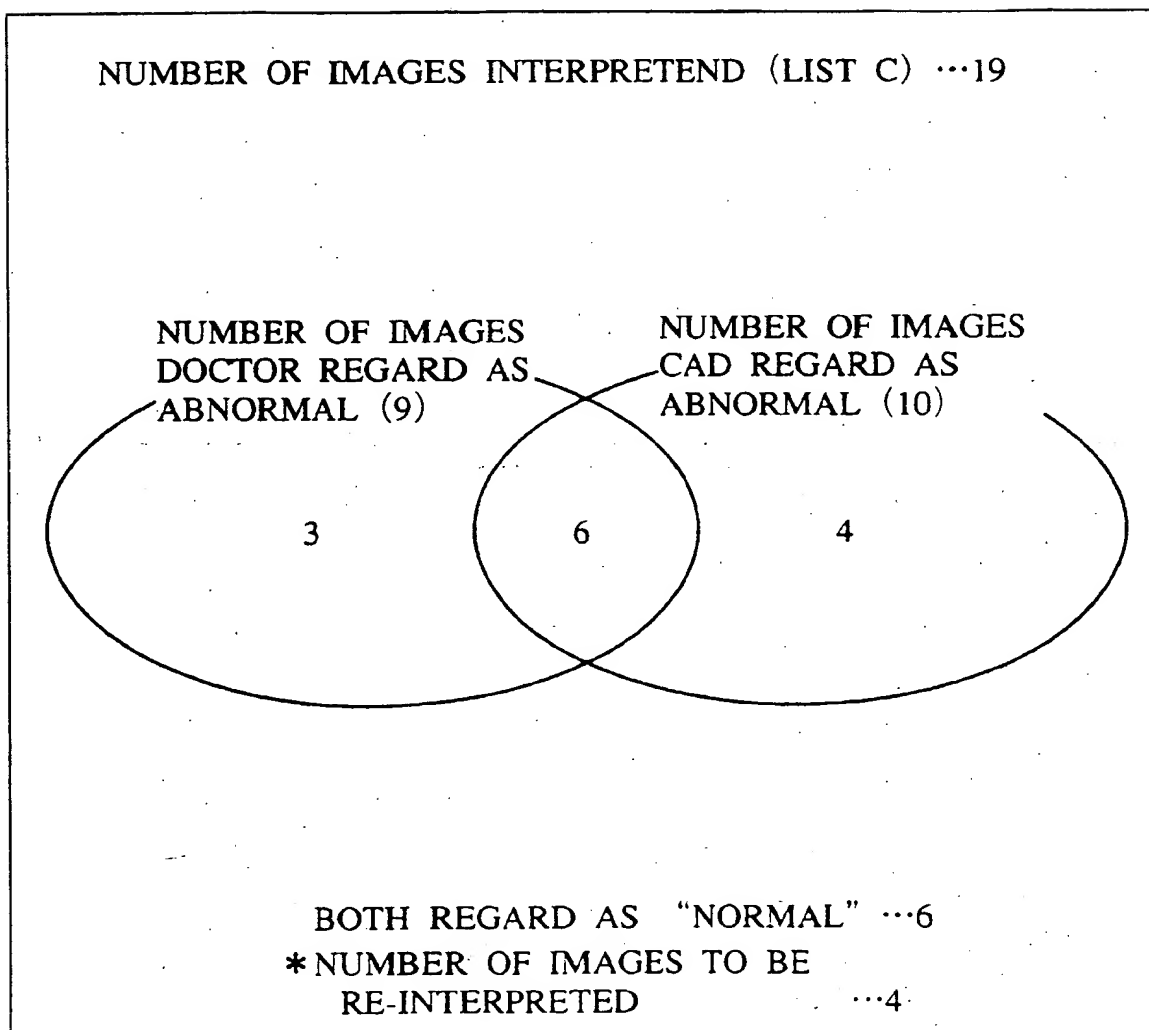 NUMBER OF IMAGES INTERPRETEND (LIST C) ···19
NUMBER OF IMAGES
DOCTOR REGARD AS
ABNORMAL (9)
NUMBER OF IMAGES
CAD REGARD AS
ABNORMAL (10)
3
6
4
BOTH REGARD AS “NORMAL” ···6
*NUMBER OF IMAGES TO BE
RE-INTERPRETED ···4